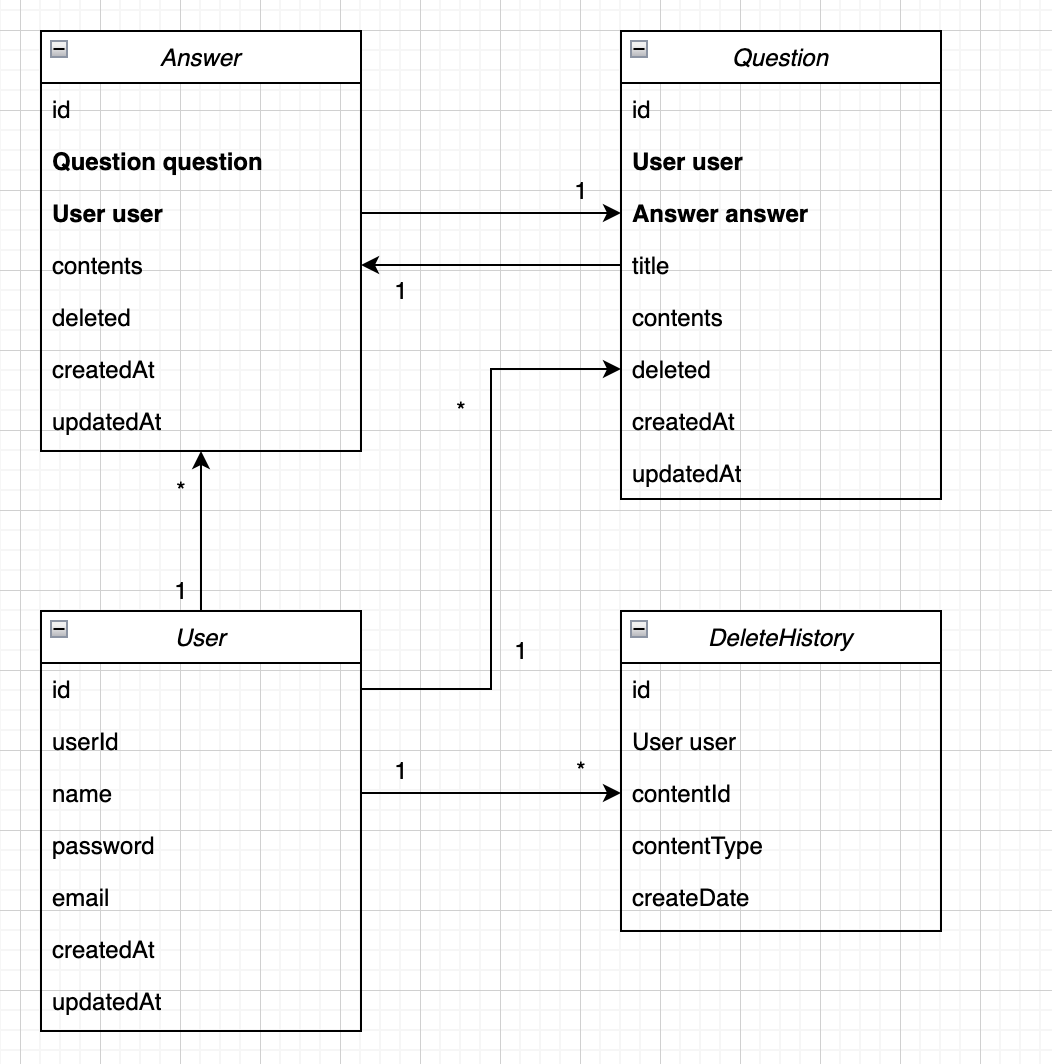 Answer
id
Question question
User user
contents
deleted
createdAt
updatedAt
Question
id
User user
Answer answer
title
contents
deleted
createdAt
updatedAt
1
1
*
1
*
1
User
id
userId
name
password
email
createdAt
updatedAt
1
*
DeleteHistory
id
User user
contentId
contentType
createDate